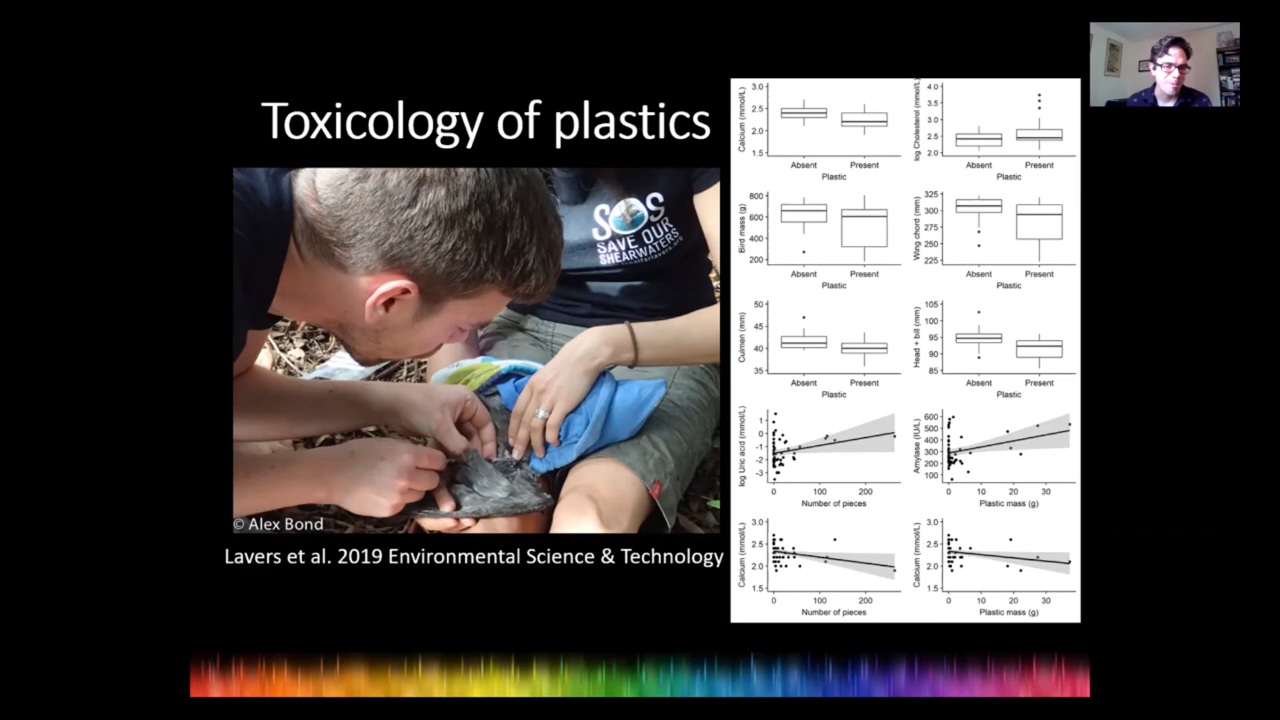 Toxicology of plastics
SOS
SAVE OUR
SHEARWATERS
© Alex Bond
Lavers et al. 2019 Environmental Science & Technology
Calcium (mmol/L)
3.0
2.5
2.0
1.5
Absent
Present
Plastic
log Cholesterol (mmol/L)
4.0
3.5
3.0
2.5
2.0
Absent
Present
Plastic
Bird mass (g)
800
600
400
200
Absent
Present
Plastic
Wing chord (mm)
325
300
275
250
225
Absent
Present
Plastic
Culmen (mm)
50
45
40
35
Absent
Present
Plastic
Head + bill (mm)
105
100
95
90
85
Absent
Present
Plastic
log Uric acid (mmol/L)
1
0
-1
-2
-3
0 100 200
Number of pieces
Amylase (IU/L)
600
500
400
300
200
100
0 10 20 30
Plastic mass (g)
Calcium (mmol/L)
3.0
2.5
2.0
1.5
0 100 200
Number of pieces
Calcium (mmol/L)
3.0
2.5
2.0
1.5
0 10 20 30
Plastic mass (g)